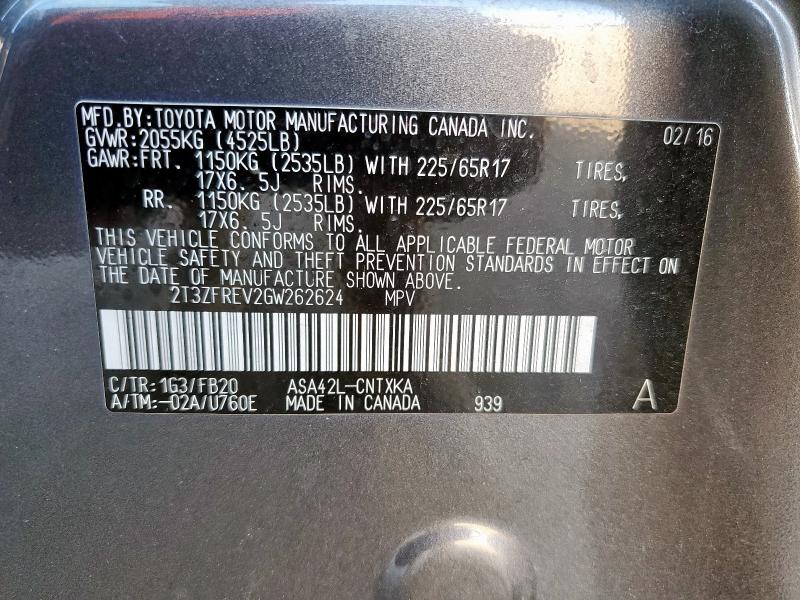 MFD.BY:TOYOTA MOTOR MANUFACTURING CANADA INC. 02/16
GVWR:2055KG (4525LB)
GAWR:FRT. 1150KG (2535LB) WITH 225/65R17 TIRES,
17X6. 5J RIMS.
RR. 1150KG (2535LB) WITH 225/65R17 TIRES,
17X6. 5J RIMS.
THIS VEHICLE CONFORMS TO ALL APPLICABLE FEDERAL MOTOR
VEHICLE SAFETY AND THEFT PREVENTION STANDARDS IN EFFECT ON
THE DATE OF MANUFACTURE SHOWN ABOVE.
2T3ZFREV2GW262624 MPV
C/TR:1G3/FB20 ASA42L-CNTXKA
A/TM:-02A/U760E MADE IN CANADA 939 A